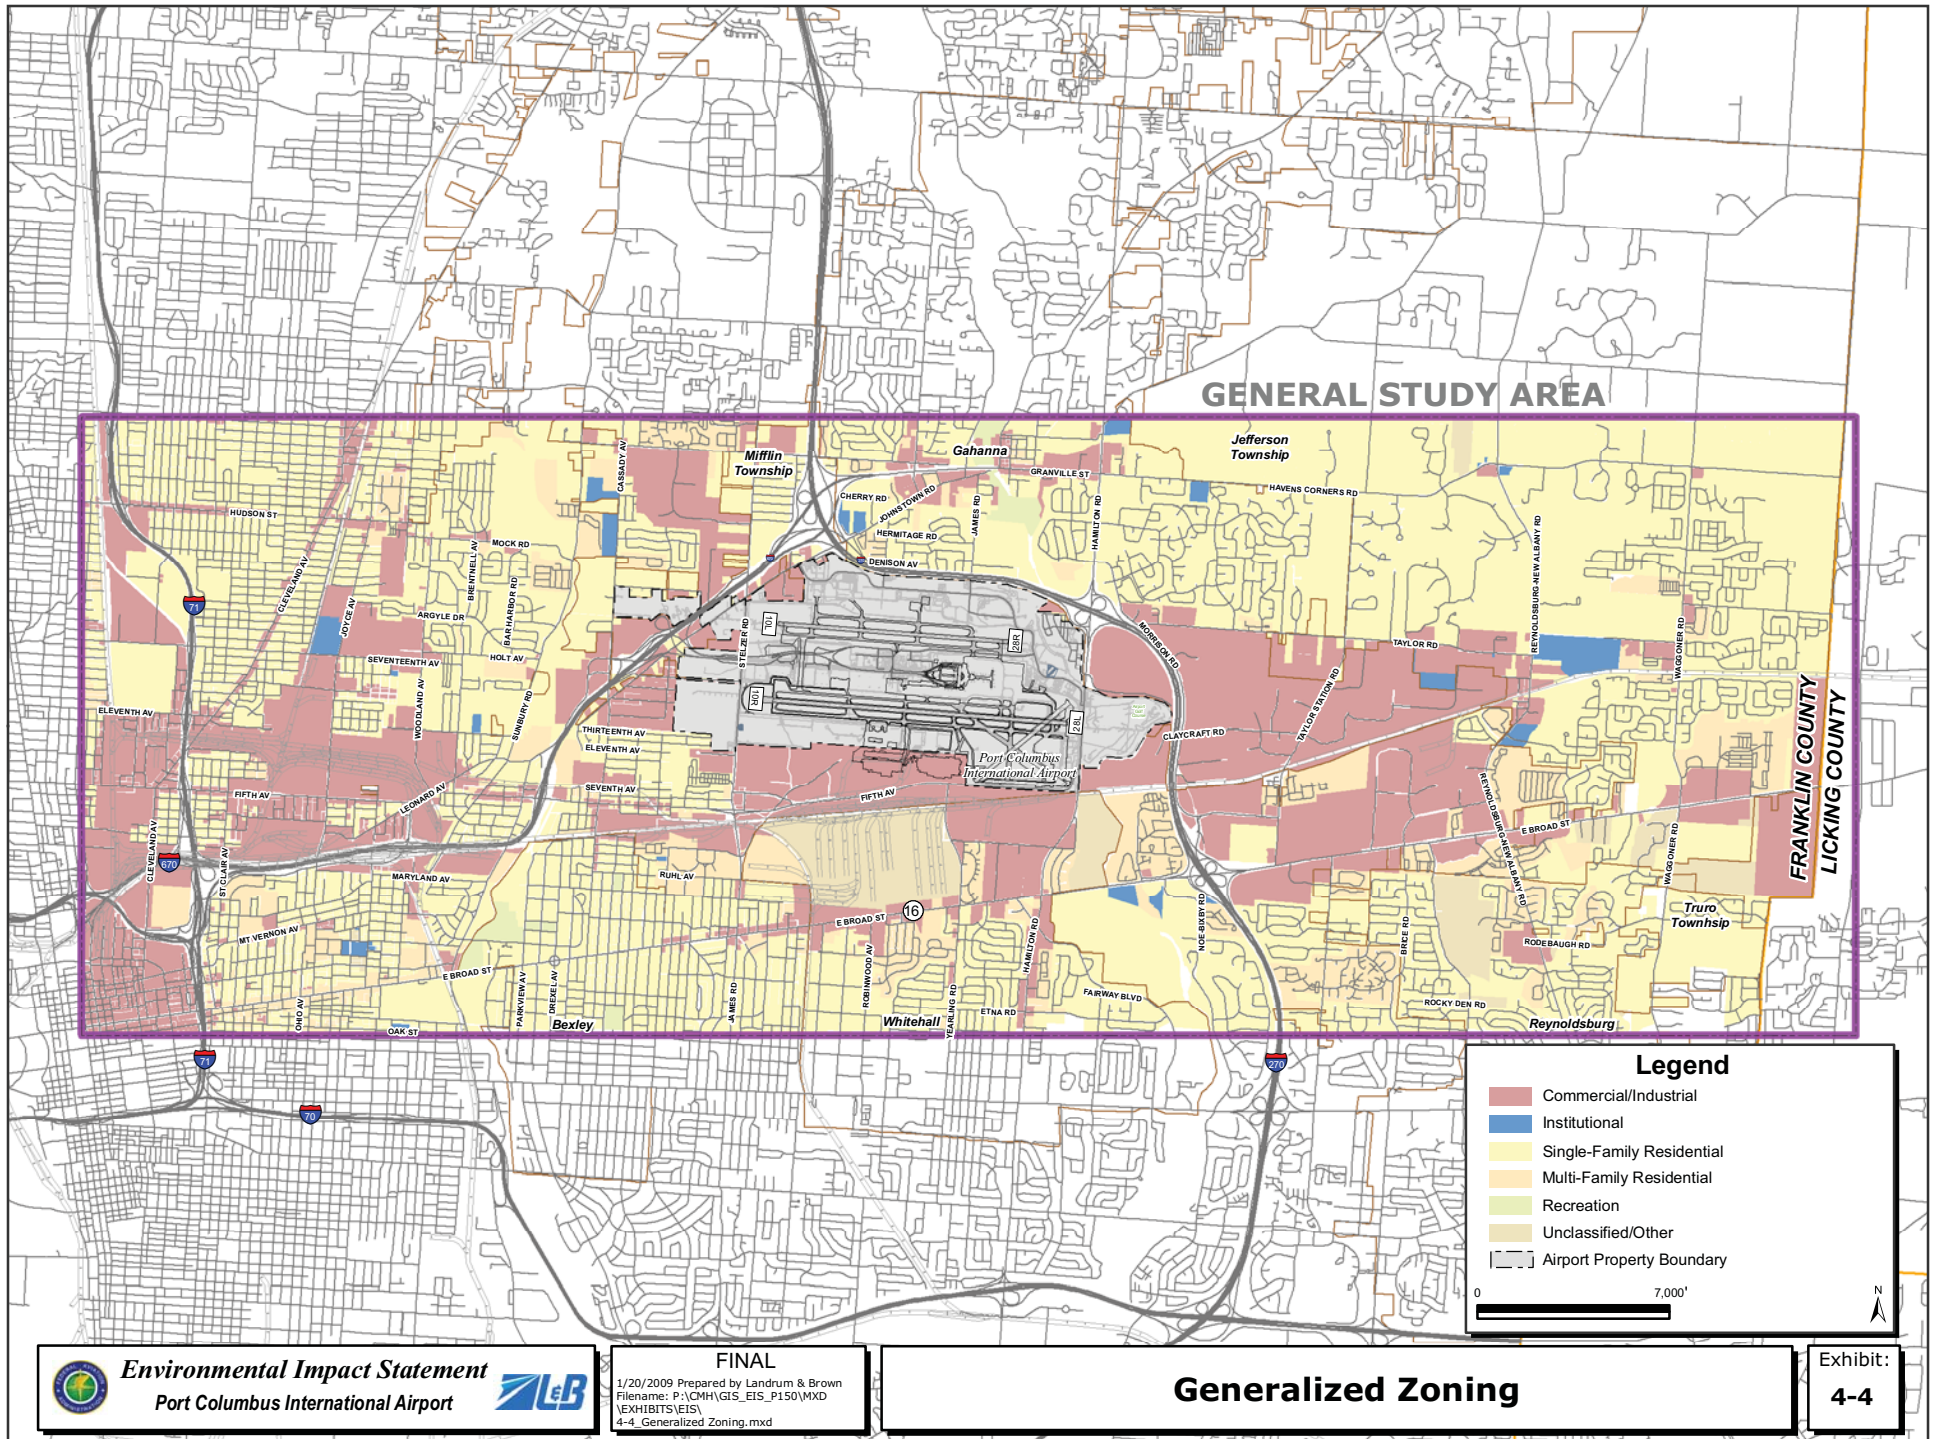 GENERAL STUDY AREA
Jefferson
Township
Gahanna
Mifflin
Township
CASSADY AV
GRANVILLE ST
CHERRY RD
JOHNSTOWN RD
JAMES RD
HAMILTON RD
HAVENS CORNERS RD
HUDSON ST
MOCK RD
HERMITAGE RD
DENISON AV
REYNOLDSBURG-NEW ALBANY RD
CLEVELAND AV
BRENTNELL AV
BARHARBOR RD
JOYCE AV
ARGYLE DR
71
STELZER RD
10L
28R
MORRISON RD
TAYLOR RD
WAGGONER RD
SEVENTEENTH AV
HOLT AV
WOODLAND AV
SUNBURY RD
10R
28L
TAYLOR STATION RD
ELEVENTH AV
THIRTEENTH AV
ELEVENTH AV
CLAYCRAFT RD
Port Columbus
International Airport
FRANKLIN COUNTY
LICKING COUNTY
FIFTH AV
LEONARD AV
SEVENTH AV
FIFTH AV
REYNOLDSBURG-NEW ALBANY RD
E BROAD ST
WAGGONER RD
CLEVELAND AV
670
ST CLAIR AV
MARYLAND AV
RUHL AV
E BROAD ST
16
NOE-BIXBY RD
BRICE RD
Truro
Townhsip
RODEBAUGH RD
MT VERNON AV
E BROAD ST
HAMILTON RD
PARKVIEW AV
DREXEL AV
JAMES RD
ROBINWOOD AV
YEARLING RD
ETNA RD
FAIRWAY BLVD
ROCKY DEN RD
OHIO AV
OAK ST
Bexley
Whitehall
Reynoldsburg
71
70
270
Legend
Commercial/Industrial
Institutional
Single-Family Residential
Multi-Family Residential
Recreation
Unclassified/Other
Airport Property Boundary
0 7,000'
N
Environmental Impact Statement
Port Columbus International Airport
L&B
FINAL
1/20/2009 Prepared by Landrum & Brown
Filename: P:\CMH\GIS_EIS_P150\MXD
\EXHIBITS\EIS\
4-4_Generalized Zoning.mxd
Generalized Zoning
Exhibit:
4-4